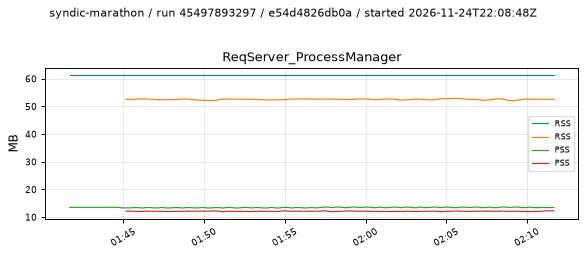 syndic-marathon / run 45497893297 / e54d4826db0a / started 2026-11-24T22:08:48Z
ReqServer_ProcessManager
MB
60
50
40
30
20
10
RSS
RSS
PSS
PSS
01:45
01:50
01:55
02:00
02:05
02:10